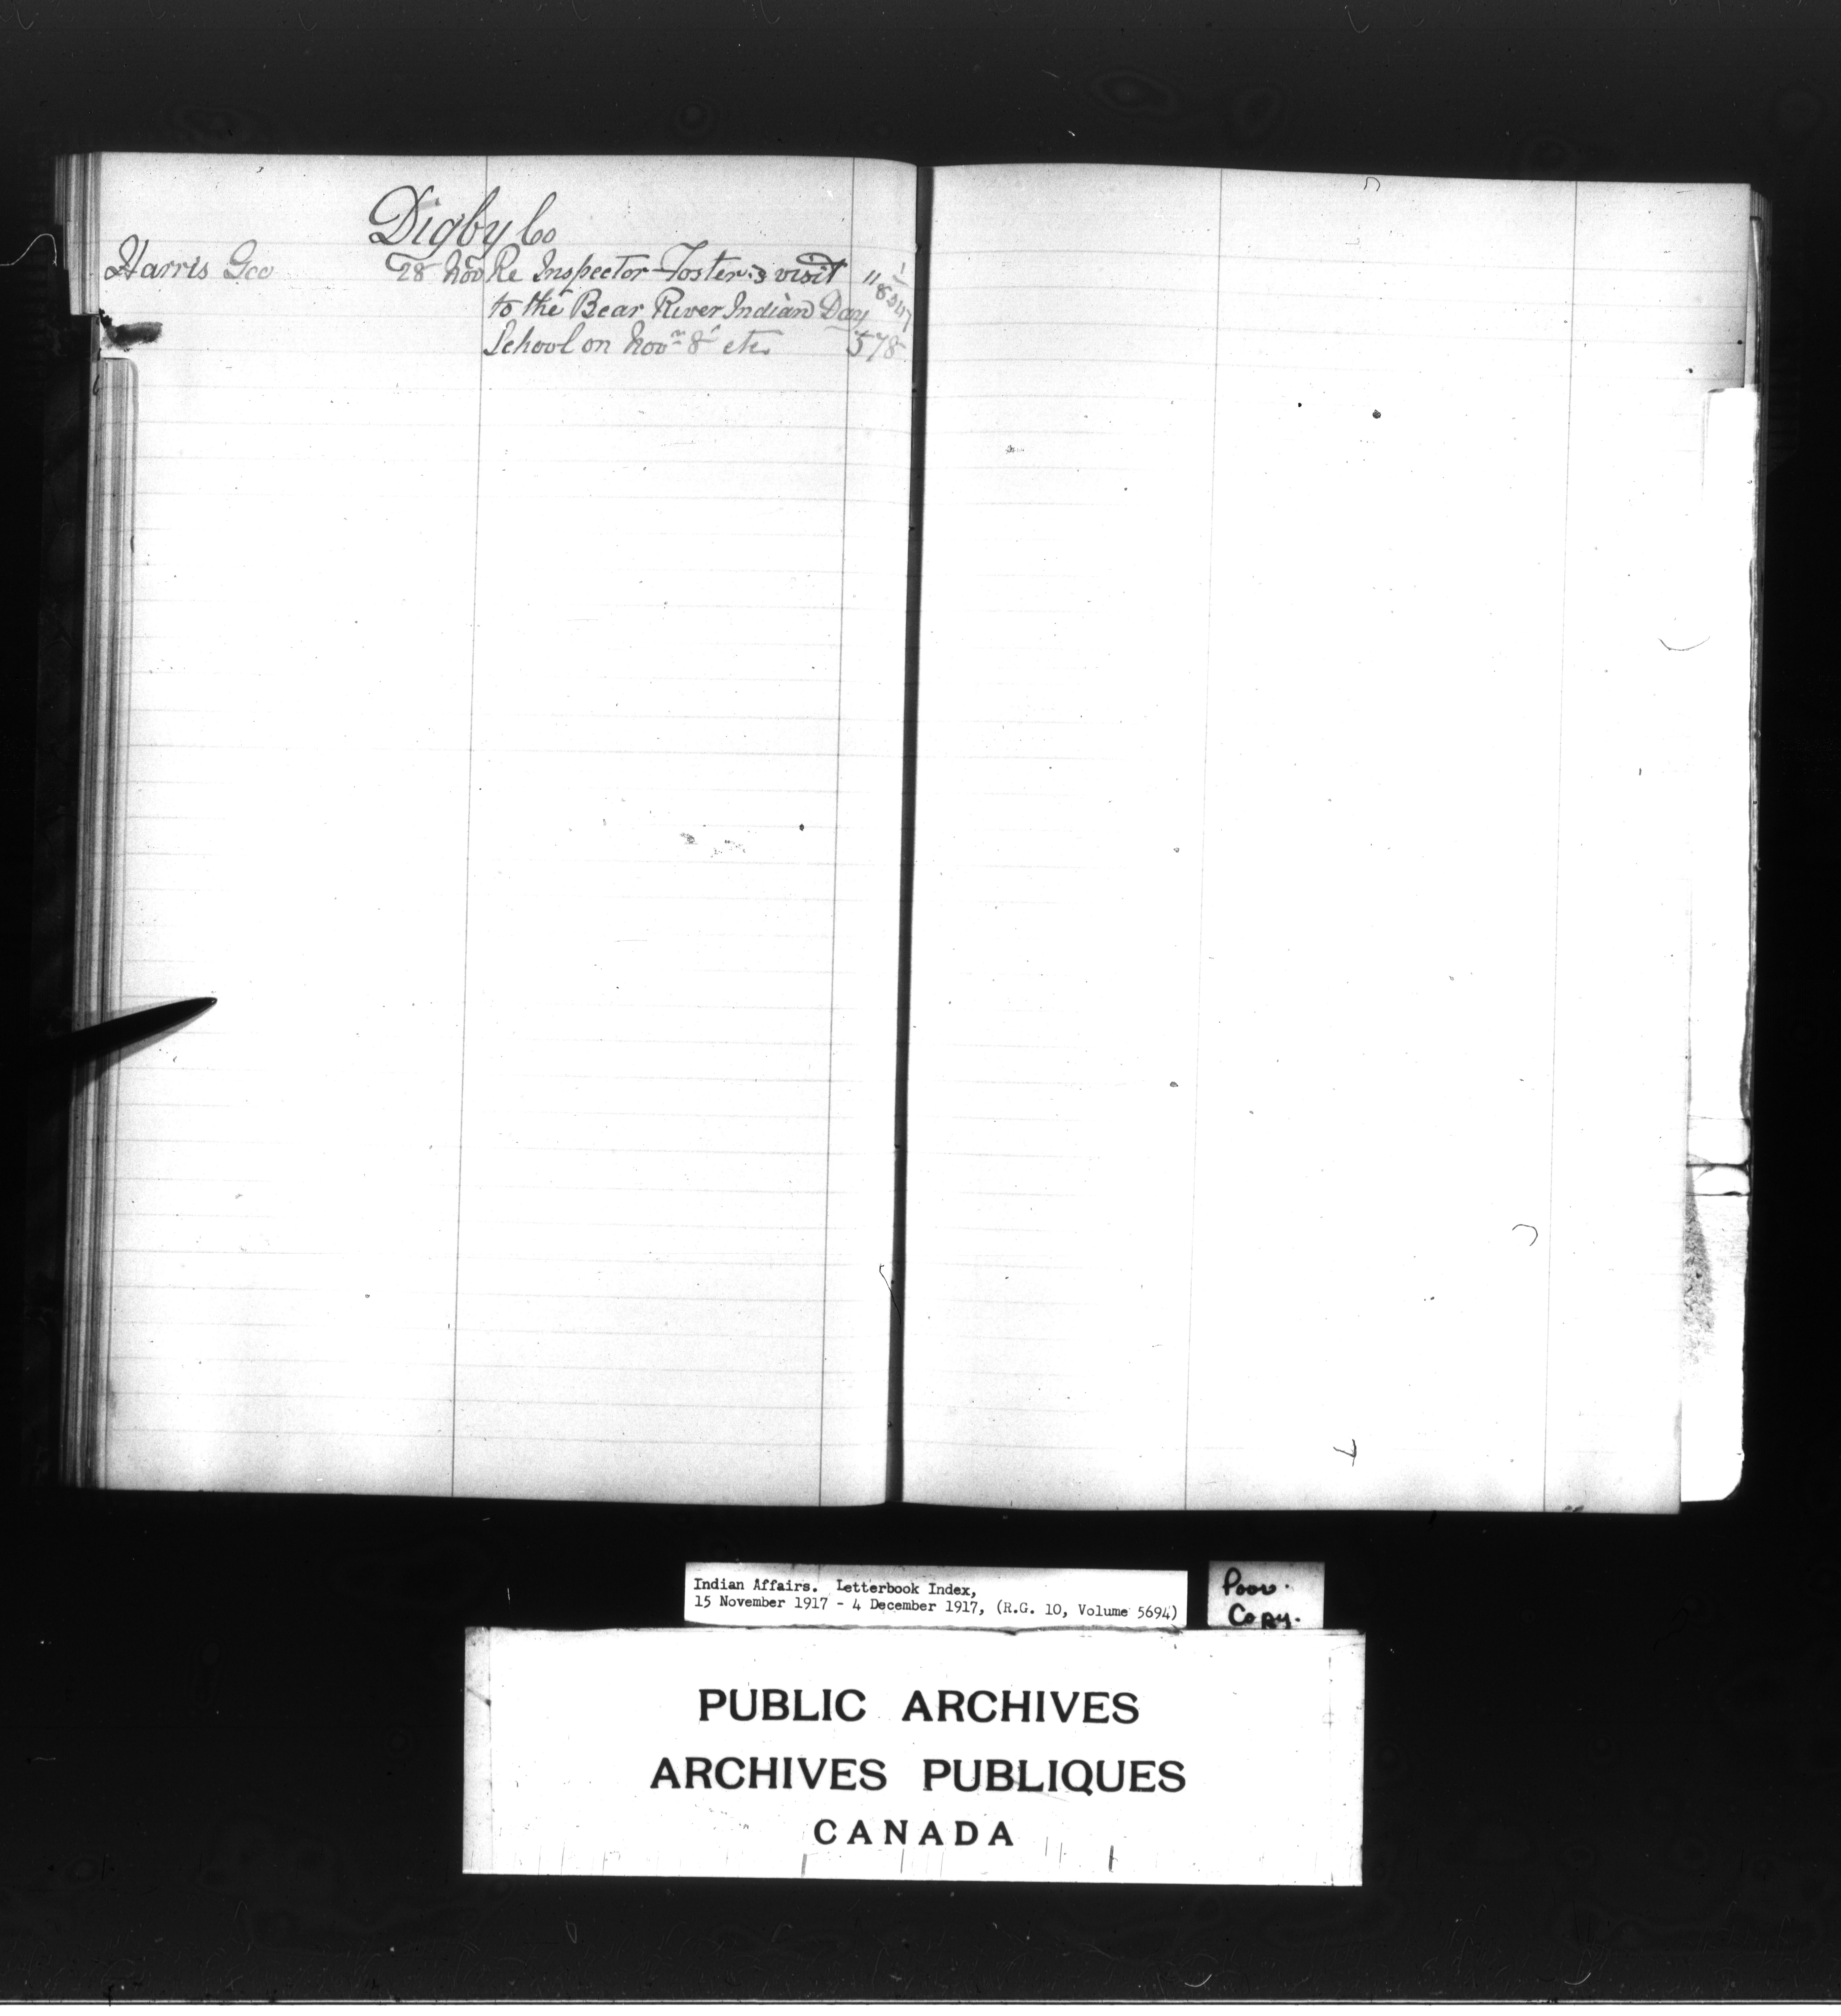 Digby Co
Harris Geo 28 Nov Re Inspector Foster's visit
to the Bear River Indian Day
School on Novr 8 etc. 578
Indian Affairs. Letterbook Index,
15 November 1917 - 4 December 1917, (R.G. 10, Volume 5694)
Poor
Copy.
PUBLIC ARCHIVES
ARCHIVES PUBLIQUES
CANADA